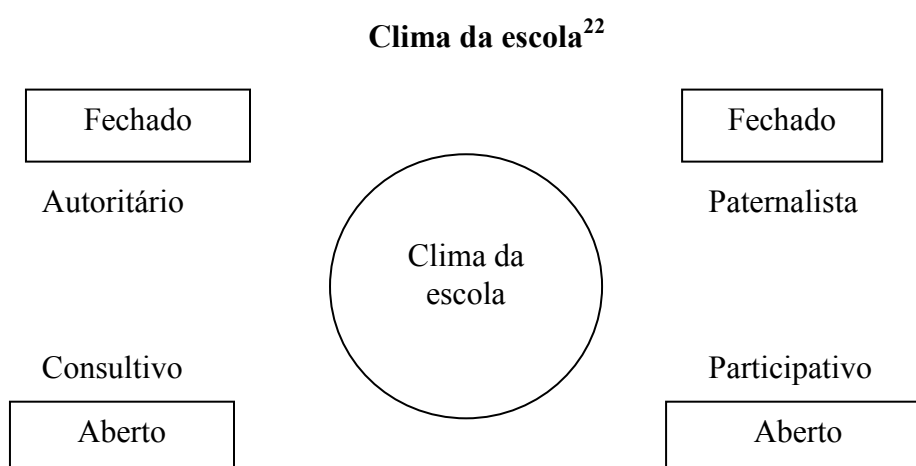 Clima da escola22
Fechado
Fechado
Autoritário
Paternalista
Clima da
escola
Consultivo
Participativo
Aberto
Aberto